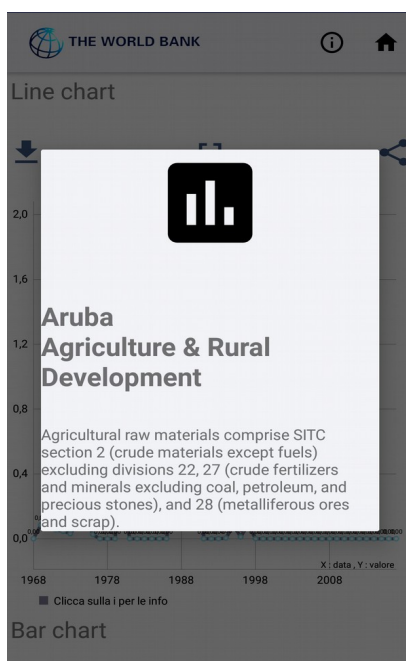 THE WORLD BANK
Line chart
2,0
1,6
Aruba
1,2
Agriculture & Rural
Development
0,8
Agricultural raw materials comprise SITC
section 2 (crude materials except fuels)
excluding divisions 22, 27 (crude fertilizers
0,4
and minerals excluding coal, petroleum, and
precious stones), and 28 (metalliferous ores
and scrap).
0,0
X : data , Y : valore
1968 1978 1988 1998 2008
Clicca sulla i per le info
Bar chart